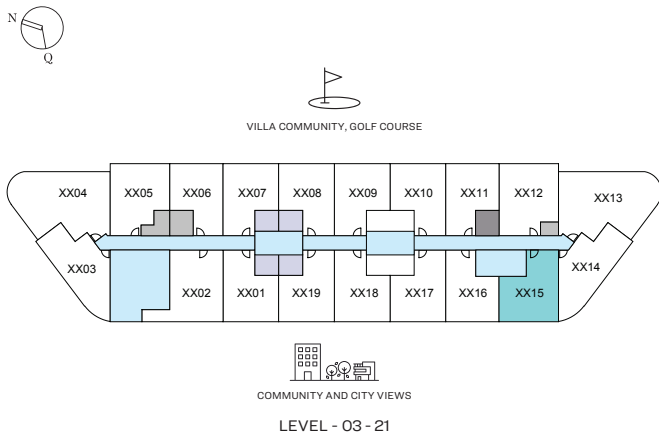 N
Q
VILLA COMMUNITY, GOLF COURSE
XX04 XX05 XX06 XX07 XX08 XX09 XX10 XX11 XX12 XX13
XX03 XX02 XX01 XX19 XX18 XX17 XX16 XX15 XX14
COMMUNITY AND CITY VIEWS
LEVEL - 03 - 21